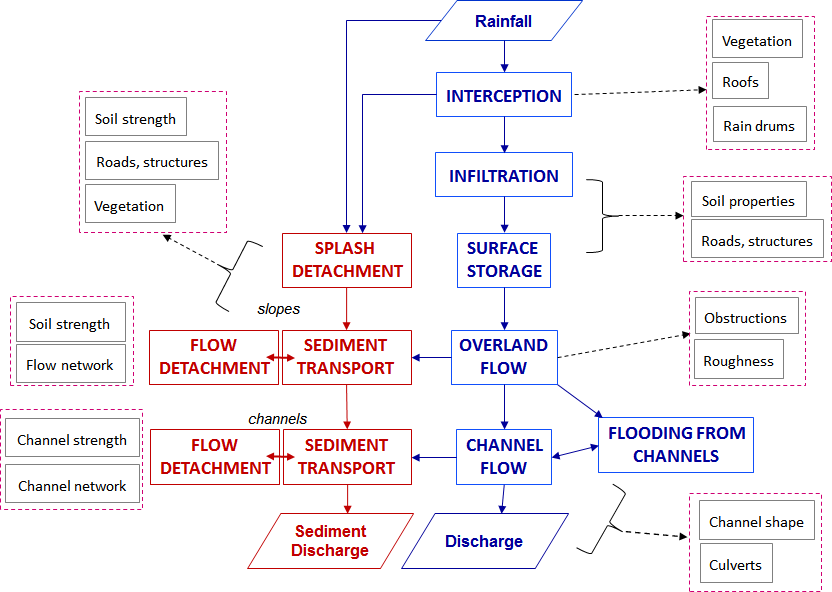 Rainfall
Vegetation
Roofs
Rain drums
INTERCEPTION
Soil strength
Roads, structures
Vegetation
INFILTRATION
Soil properties
Roads, structures
SPLASH
DETACHMENT
SURFACE
STORAGE
slopes
Soil strength
Flow network
FLOW
DETACHMENT
SEDIMENT
TRANSPORT
OVERLAND
FLOW
Obstructions
Roughness
channels
Channel strength
Channel network
FLOW
DETACHMENT
SEDIMENT
TRANSPORT
CHANNEL
FLOW
FLOODING FROM
CHANNELS
Sediment
Discharge
Discharge
Channel shape
Culverts